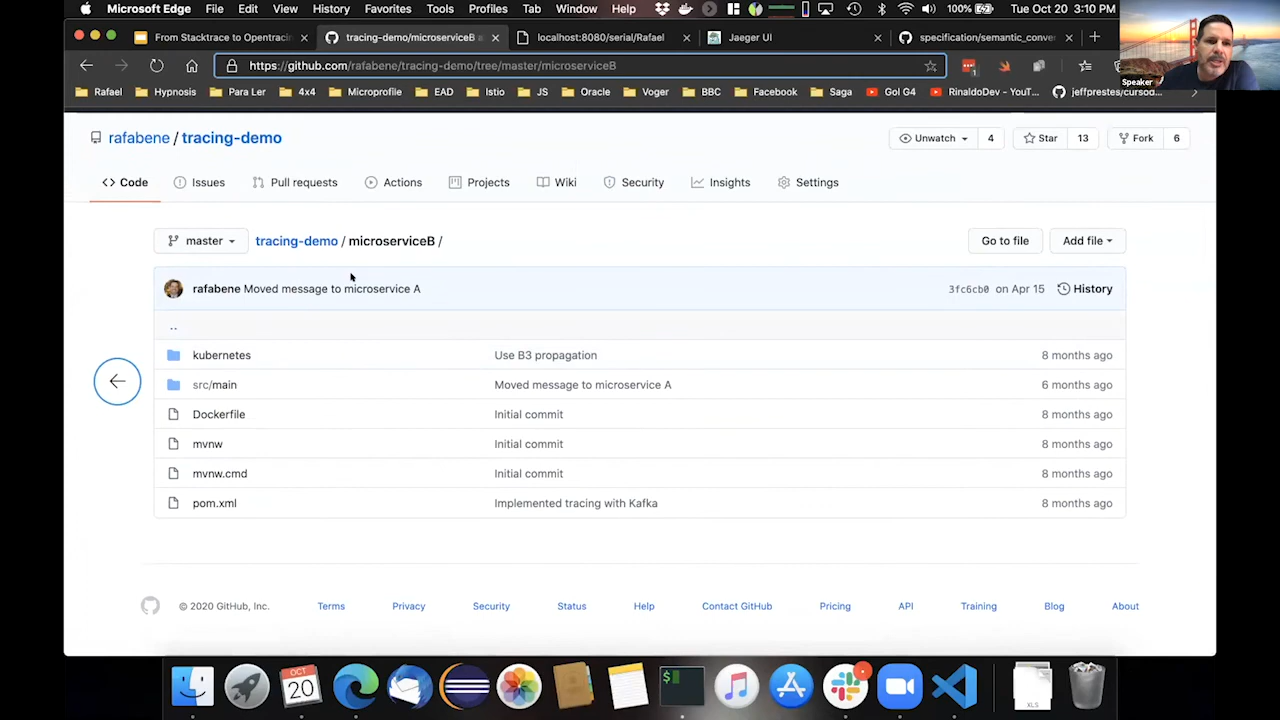 Microsoft Edge File Edit View History Favorites Tools Profiles Tab Window Help 100% Tue Oct 20 3:10 PM
From Stacktrace to Opentracing tracing-demo/microserviceB a localhost:8080/serial/Rafael Jaeger UI specification/semantic_conve
https://github.com/rafabene/tracing-demo/tree/master/microserviceB 1
Speaker
Rafael Hypnosis Para Ler 4x4 Microprofile EAD Istio JS Oracle Voger BBC Facebook Saga Gol G4 RinaldoDev - YouT... jeffprestes/cursod...
rafabene / tracing-demo Unwatch 4 Star 13 Fork 6
Code Issues Pull requests Actions Projects Wiki Security Insights Settings
master tracing-demo / microserviceB / Go to file Add file
rafabene Moved message to microservice A 3fc6cb0 on Apr 15 History
..
kubernetes Use B3 propagation 8 months ago
src/main Moved message to microservice A 6 months ago
Dockerfile Initial commit 8 months ago
mvnw Initial commit 8 months ago
mvnw.cmd Initial commit 8 months ago
pom.xml Implemented tracing with Kafka 8 months ago
© 2020 GitHub, Inc. Terms Privacy Security Status Help Contact GitHub Pricing API Training Blog About
OCT
20
$
XLS